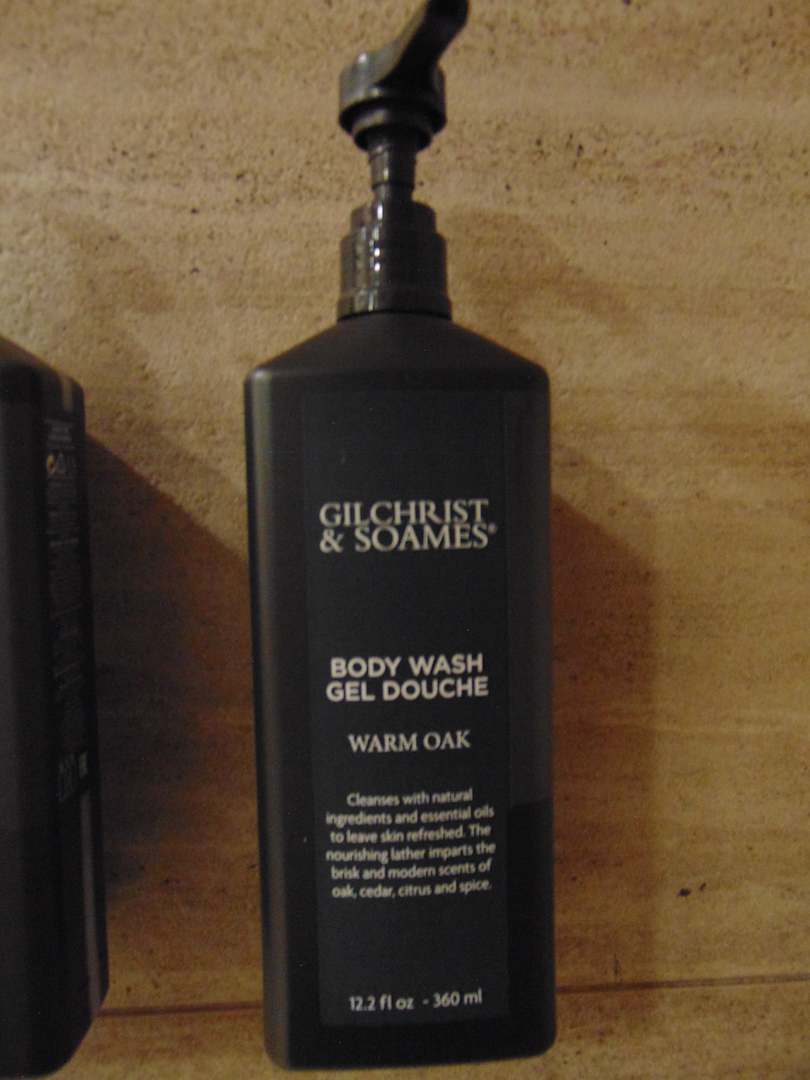 GILCHRIST
& SOAMES®
BODY WASH
GEL DOUCHE
WARM OAK
Cleanses with natural
ingredients and essential oils
to leave skin refreshed. The
nourishing lather imparts the
brisk and modern scents of
oak, cedar, citrus and spice.
12.2 fl oz - 360 ml